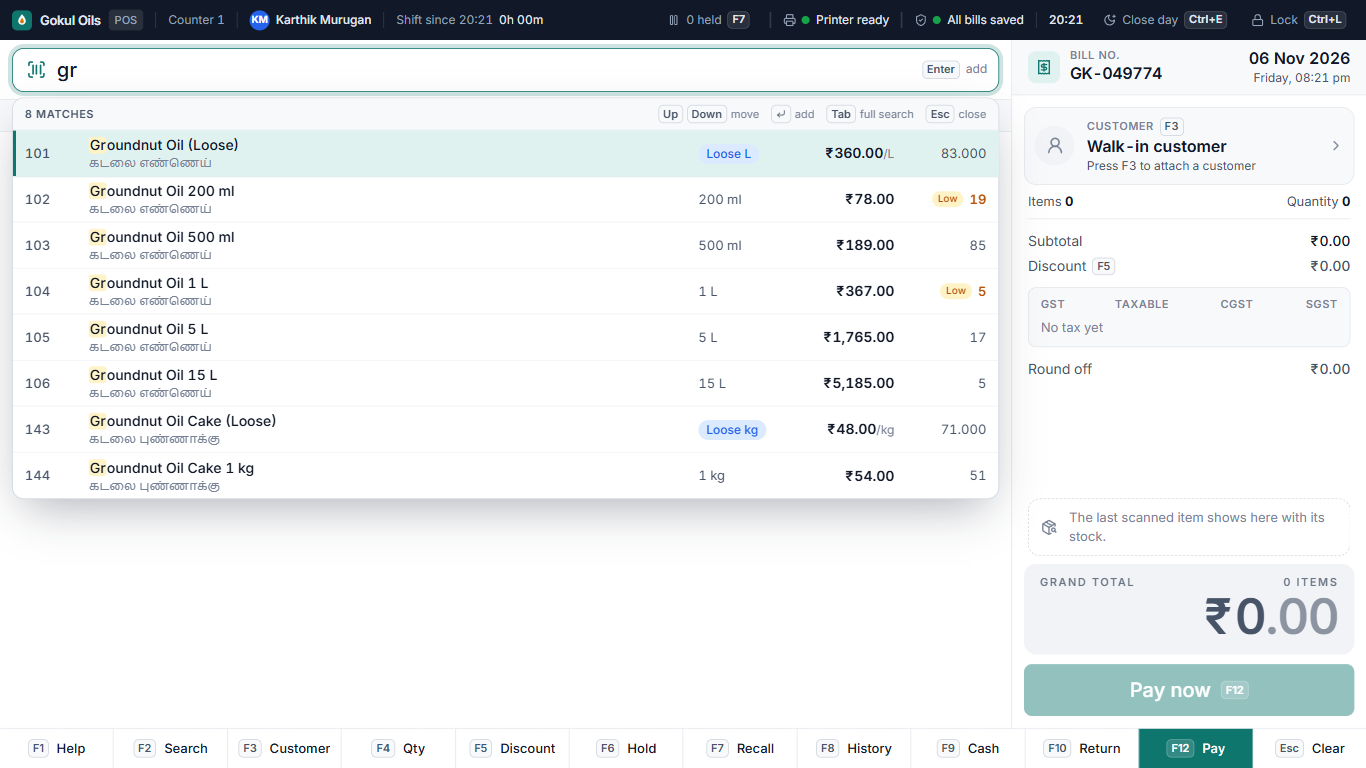 Gokul Oils POS Counter 1 KM Karthik Murugan Shift since 20:21 0h 00m 0 held F7 Printer ready All bills saved 20:21 Close day Ctrl+E Lock Ctrl+L
gr Enter add
8 MATCHES Up Down move ↵ add Tab full search Esc close
101 Groundnut Oil (Loose) Loose L ₹360.00/L 83.000
கடலை எண்ணெய்
102 Groundnut Oil 200 ml 200 ml ₹78.00 Low 19
கடலை எண்ணெய்
103 Groundnut Oil 500 ml 500 ml ₹189.00 85
கடலை எண்ணெய்
104 Groundnut Oil 1 L 1 L ₹367.00 Low 5
கடலை எண்ணெய்
105 Groundnut Oil 5 L 5 L ₹1,765.00 17
கடலை எண்ணெய்
106 Groundnut Oil 15 L 15 L ₹5,185.00 5
கடலை எண்ணெய்
143 Groundnut Oil Cake (Loose) Loose kg ₹48.00/kg 71.000
கடலை புண்ணாக்கு
144 Groundnut Oil Cake 1 kg 1 kg ₹54.00 51
கடலை புண்ணாக்கு
BILL NO.
GK-049774
06 Nov 2026
Friday, 08:21 pm
CUSTOMER F3
Walk-in customer
Press F3 to attach a customer
Items 0 Quantity 0
Subtotal ₹0.00
Discount F5 ₹0.00
GST TAXABLE CGST SGST
No tax yet
Round off ₹0.00
The last scanned item shows here with its
stock.
GRAND TOTAL 0 ITEMS
₹0.00
Pay now F12
F1 Help F2 Search F3 Customer F4 Qty F5 Discount F6 Hold F7 Recall F8 History F9 Cash F10 Return F12 Pay Esc Clear